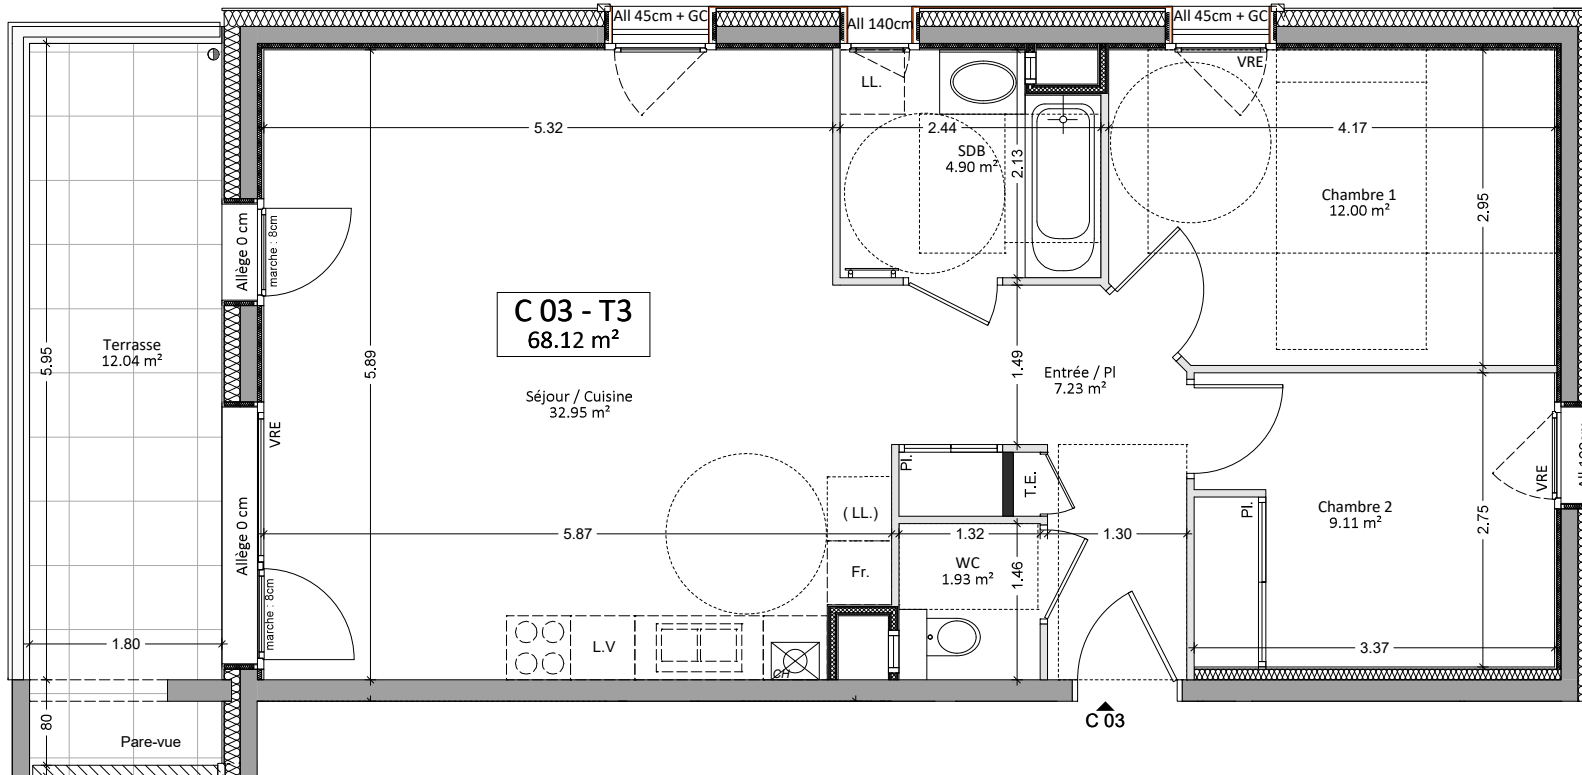 All 45cm + GC
All 140cm
All 45cm + GC
VRE
LL.
5.32
2.44
4.17
SDB
4.90 m²
2.13
Chambre 1
12.00 m²
2.95
Allège 0 cm
marche : 8cm
C 03 - T3
68.12 m²
Terrasse
12.04 m²
5.95
5.89
1.49
Entrée / Pl
7.23 m²
Séjour / Cuisine
32.95 m²
VRE
Pl.
T.E.
VRE
( LL.)
Pl.
Chambre 2
9.11 m²
2.75
Allège 0 cm
5.87
1.32
1.30
Fr.
WC
1.93 m²
1.46
marche : 8cm
1.80
L.V
CH
3.37
80
Pare-vue
C 03